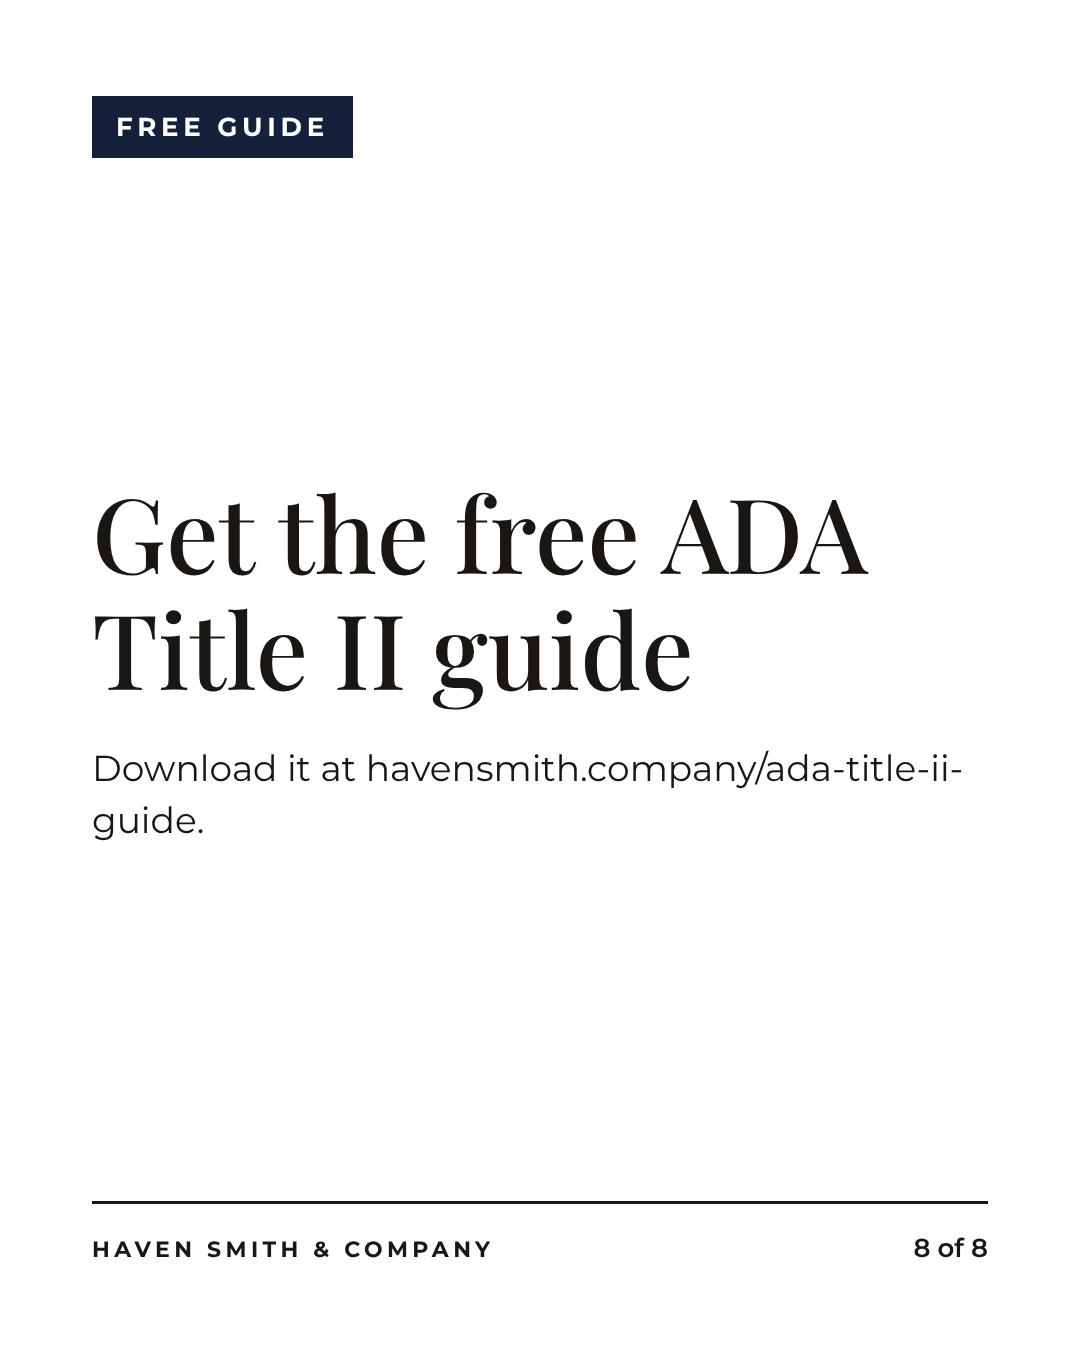 FREE GUIDE
Get the free ADA
Title II guide
Download it at havensmith.company/ada-title-ii-
guide.
HAVEN SMITH & COMPANY
8 of 8